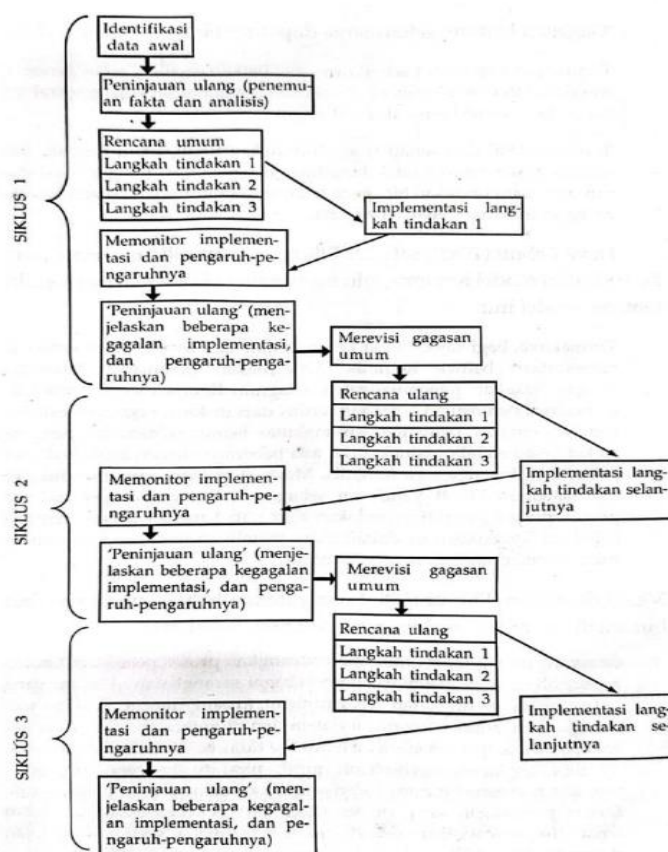 Identifikasi
data awal
Peninjauan ulang (penemu-
an fakta dan analisis)
Rencana umum
Langkah tindakan 1
Langkah tindakan 2
Langkah tindakan 3
SIKLUS 1
Implementasi lang-
kah tindakan 1
Memonitor implemen-
tasi dan pengaruh-pe-
ngaruhnya
'Peninjauan ulang' (men-
jelaskan beberapa ke-
gagalan implementasi,
dan pengaruh-penga-
ruhnya)
Merevisi gagasan
umum
Rencana ulang
Langkah tindakan 1
Langkah tindakan 2
Langkah tindakan 3
SIKLUS 2
Implementasi lang-
kah tindakan selan-
jutnya
Memonitor implemen-
tasi dan pengaruh-pe-
ngaruhnya
'Peninjauan ulang' (menje-
laskan beberapa kegagalan
implementasi, dan penga-
ruh-pengaruhnya)
Merevisi gagasan
umum
Rencana ulang
Langkah tindakan 1
Langkah tindakan 2
Langkah tindakan 3
SIKLUS 3
Implementasi lang-
kah tindakan se-
lanjutnya
Memonitor implemen-
tasi dan pengaruh-pe-
ngaruhnya
'Peninjauan ulang' (men-
jelaskan beberapa kegagal-
an implementasi, dan pe-
ngaruh-pengaruhnya)